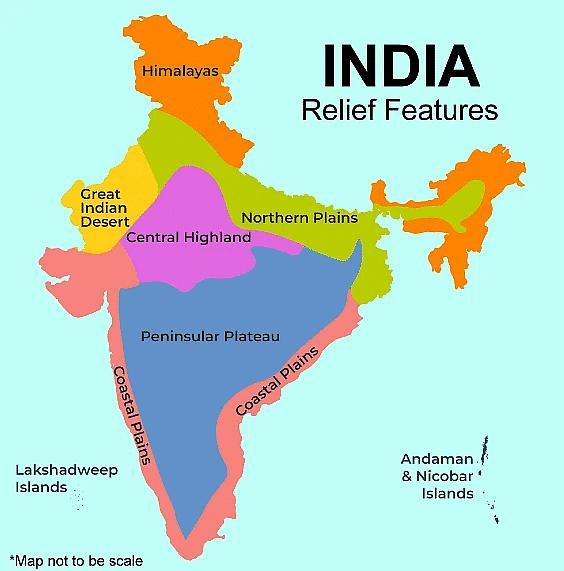 INDIA
Relief Features
Himalayas
Great
Indian
Desert
Northern Plains
Central Highland
Peninsular Plateau
Coastal Plains
Coastal Plains
Lakshadweep
Islands
Andaman
& Nicobar
Islands
*Map not to be scale